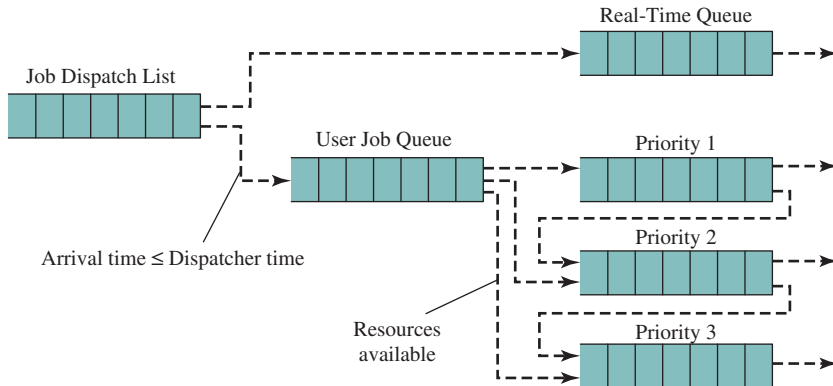 Real-Time Queue
Job Dispatch List
User Job Queue
Priority 1
Arrival time ≤ Dispatcher time
Priority 2
Resources
available
Priority 3